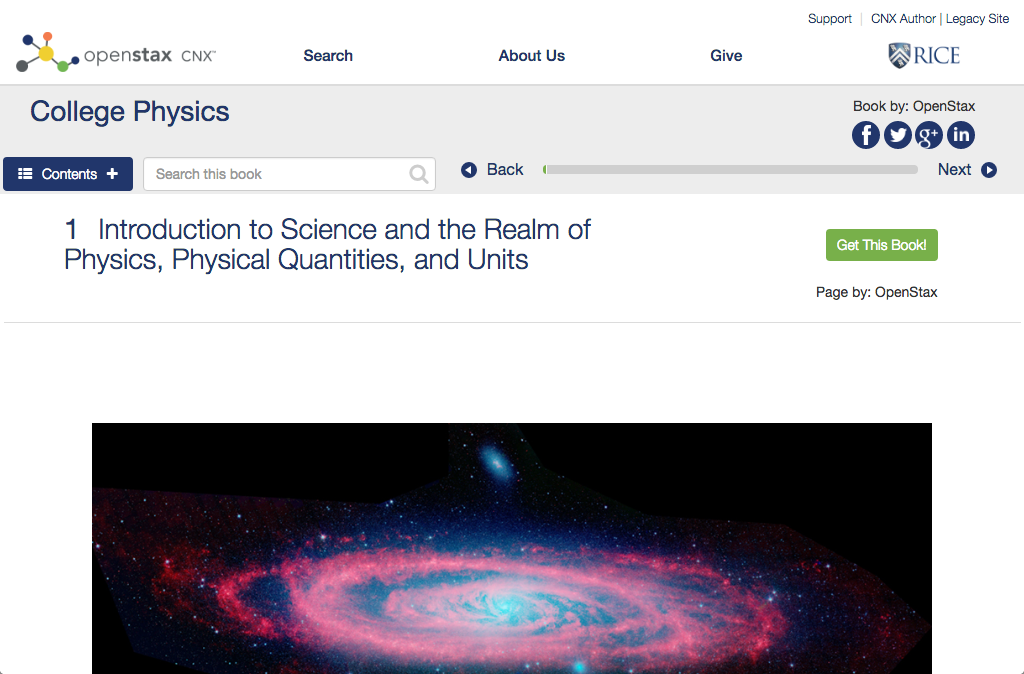 Support | CNX Author | Legacy Site
openstax CNX™
Search
About Us
Give
RICE
College Physics
Book by: OpenStax
f
g+
in
Contents +
Search this book
Back
Next
1 Introduction to Science and the Realm of
Physics, Physical Quantities, and Units
Get This Book!
Page by: OpenStax